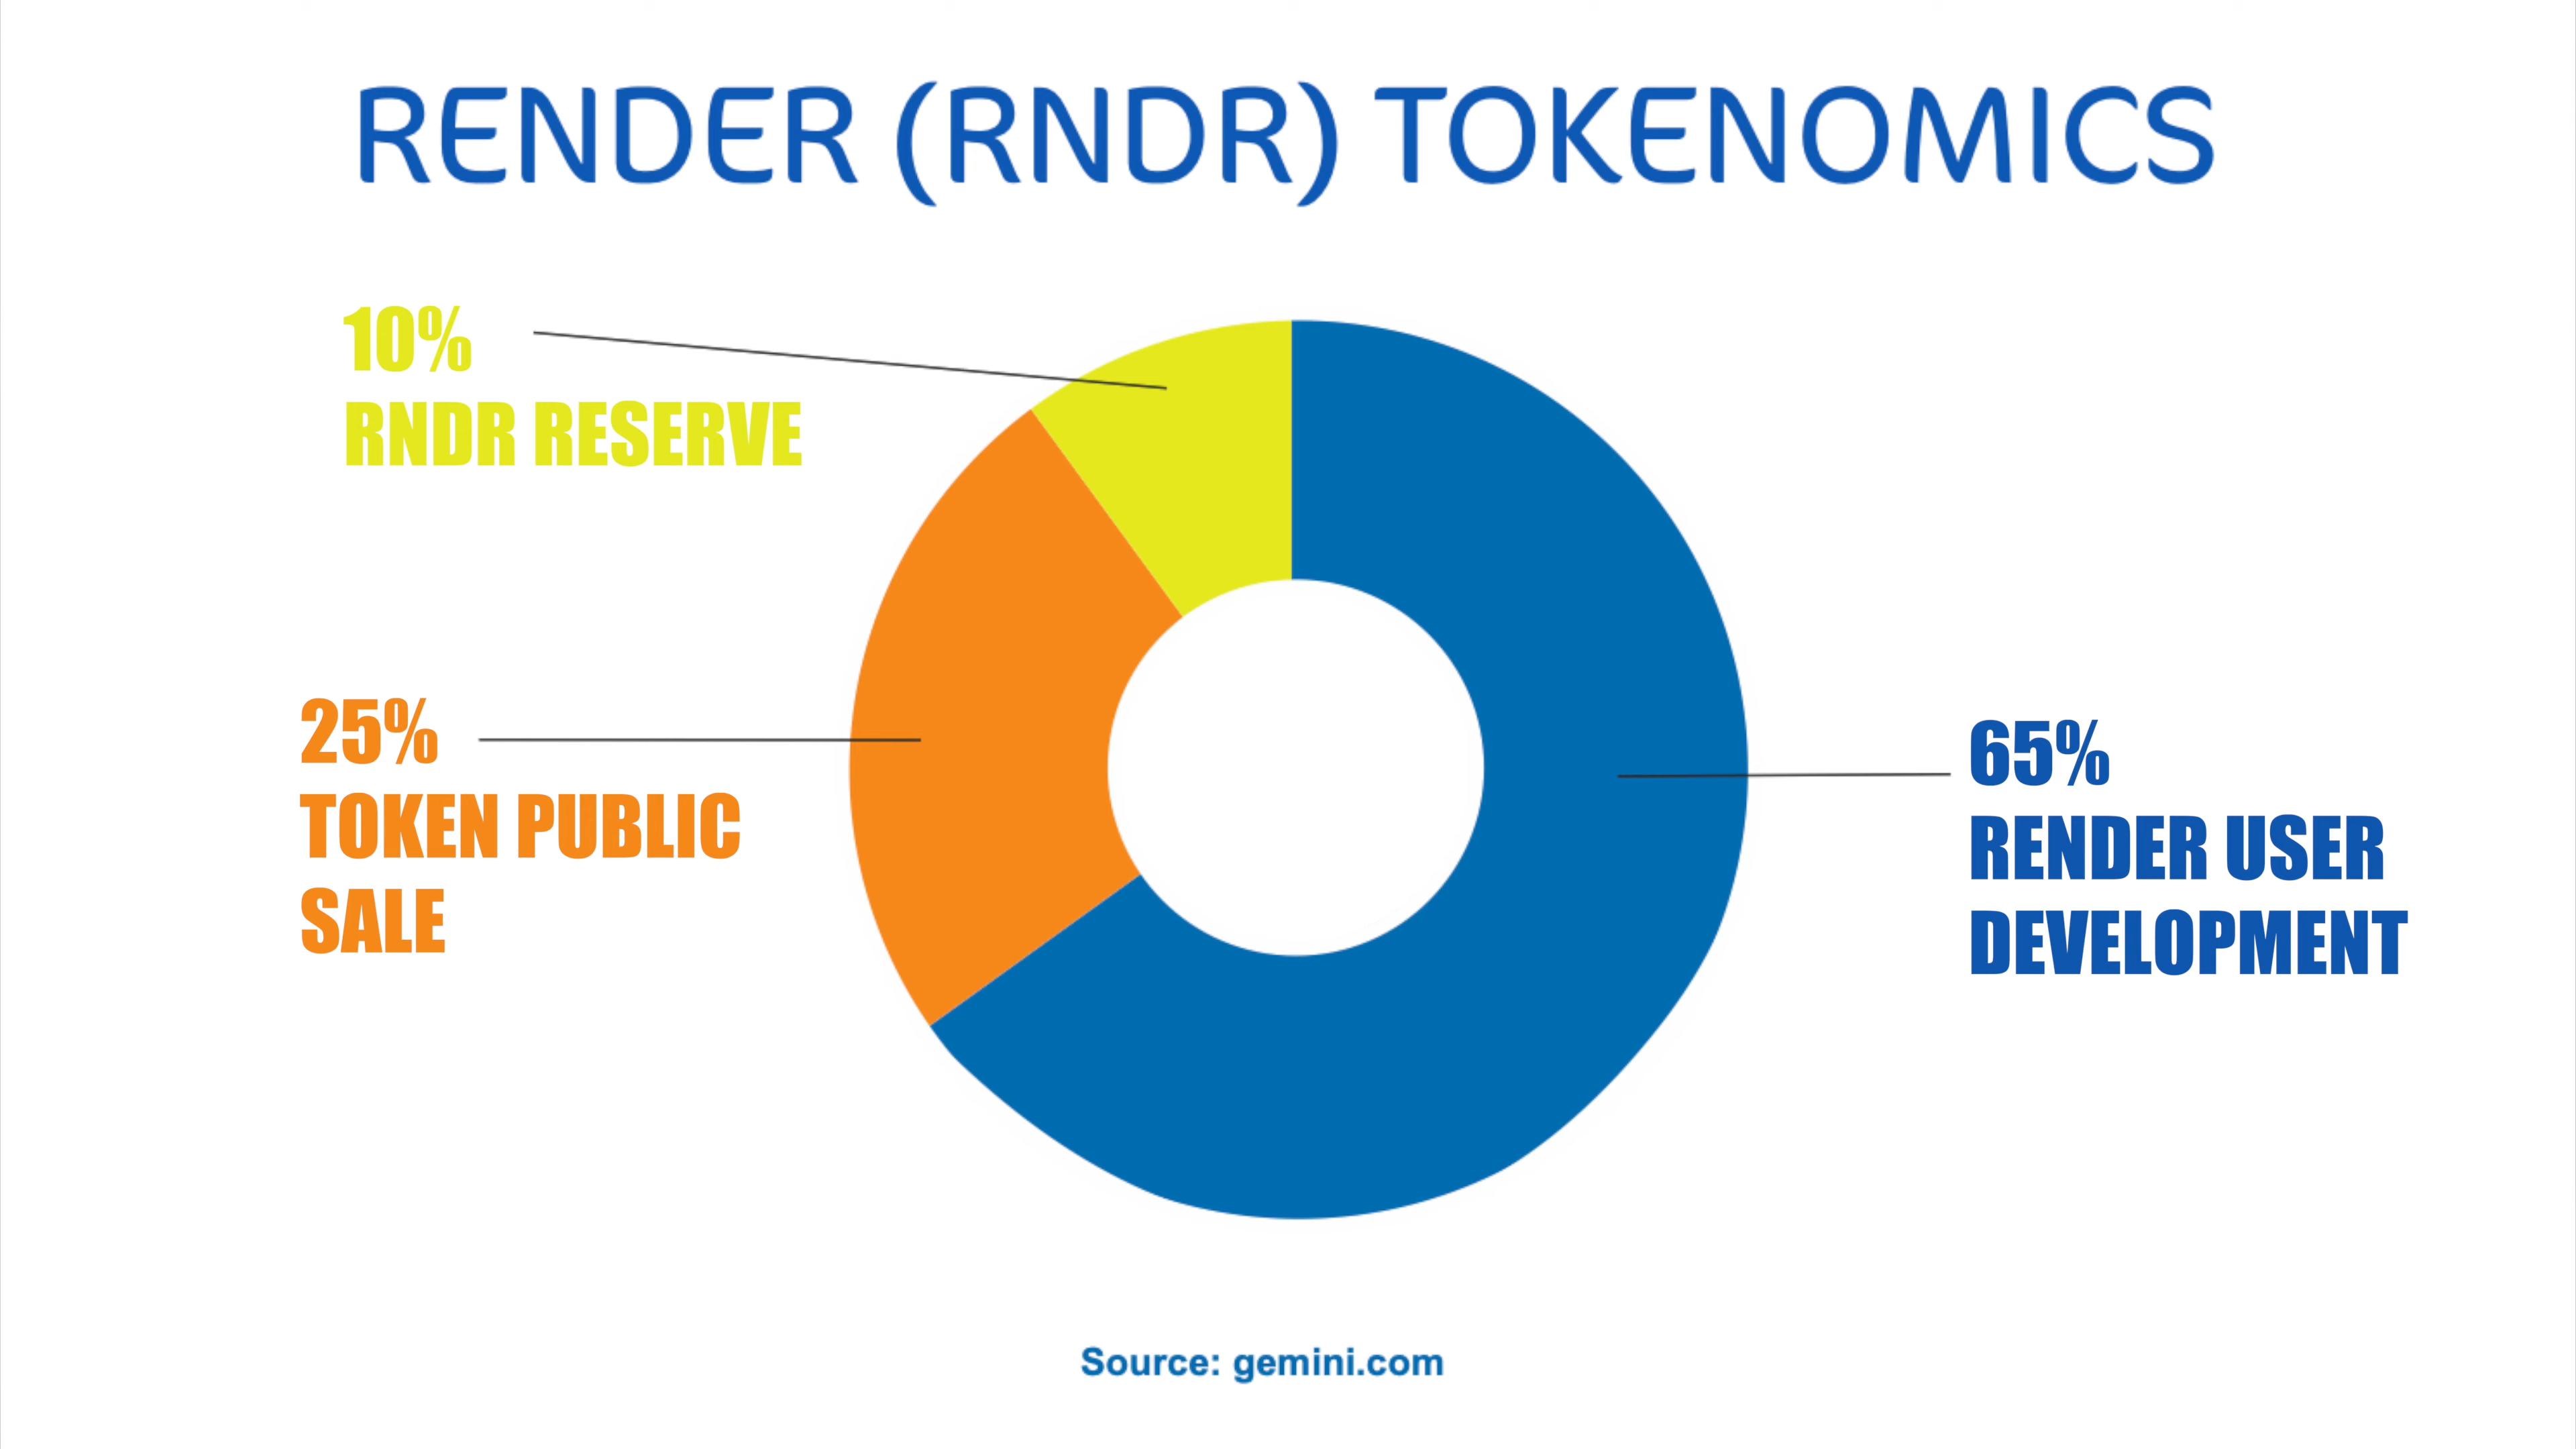 RENDER (RNDR) TOKENOMICS
10%
RNDR RESERVE
25%
TOKEN PUBLIC
SALE
65%
RENDER USER
DEVELOPMENT
Source: gemini.com